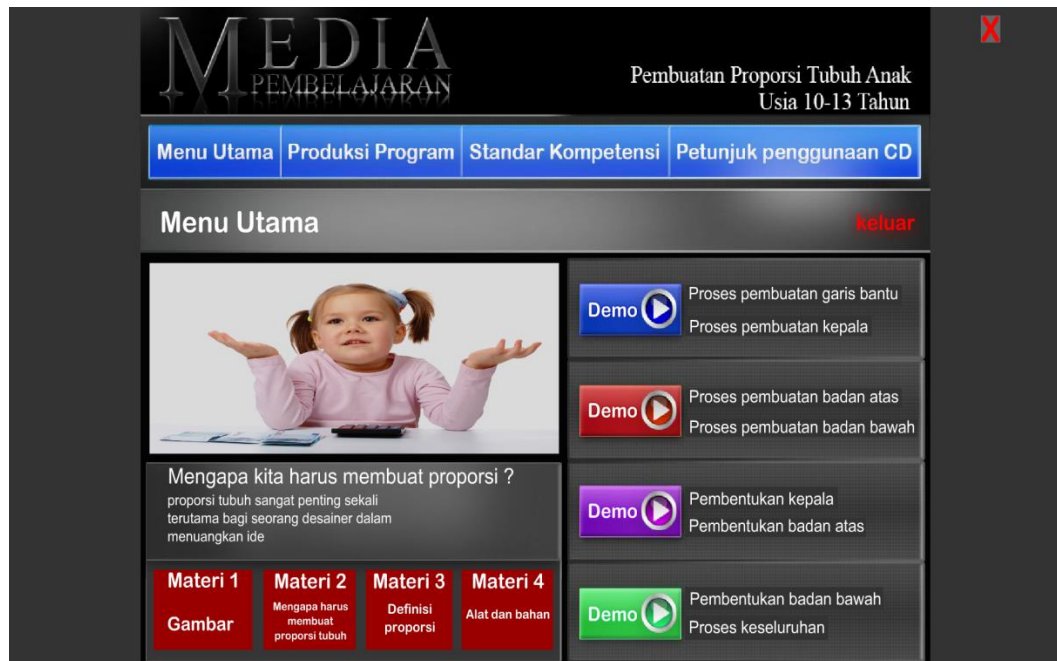 MEDIA
PEMBELAJARAN
X
Pembuatan Proporsi Tubuh Anak
Usia 10-13 Tahun
Menu Utama Produksi Program Standar Kompetensi Petunjuk penggunaan CD
Menu Utama
keluar
Demo
Proses pembuatan garis bantu
Proses pembuatan kepala
Demo
Proses pembuatan badan atas
Proses pembuatan badan bawah
Mengapa kita harus membuat proporsi ?
proporsi tubuh sangat penting sekali
terutama bagi seorang desainer dalam
menuangkan ide
Demo
Pembentukan kepala
Pembentukan badan atas
Materi 1
Gambar
Materi 2
Mengapa harus
membuat
proporsi tubuh
Materi 3
Definisi
proporsi
Materi 4
Alat dan bahan
Demo
Pembentukan badan bawah
Proses keseluruhan